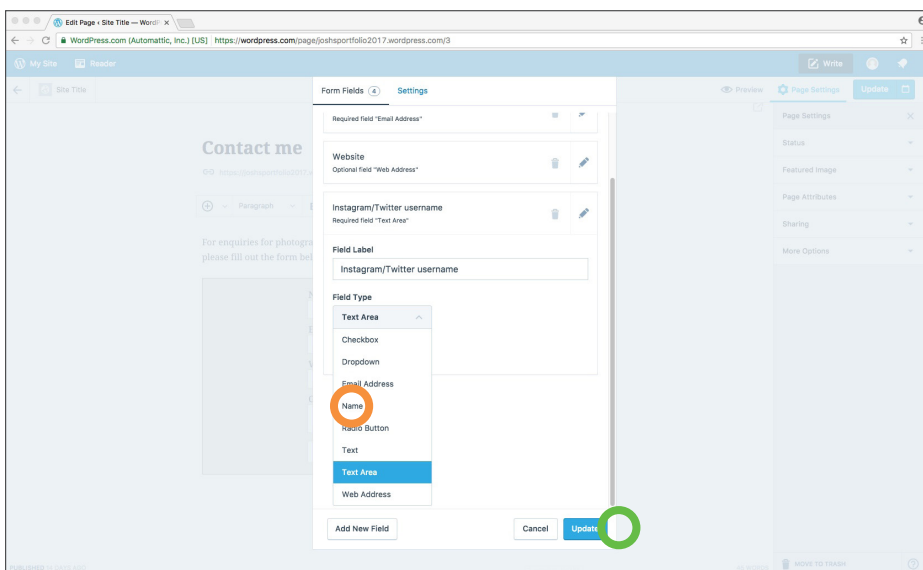 Edit Page ‹ Site Title — WordP
WordPress.com (Automattic, Inc.) [US] https://wordpress.com/page/joshsportfolio2017.wordpress.com/3
My Site Reader Write
Site Title Form Fields 4 Settings Preview Page Settings Update
Required field "Email Address"
Page Settings
Contact me
Website
Optional field "Web Address"
Status
Featured Image
Paragraph
Instagram/Twitter username
Required field "Text Area"
Page Attributes
Sharing
For enquiries for photogra
please fill out the form bel
Field Label
More Options
Instagram/Twitter username
Field Type
Text Area
Checkbox
Dropdown
Email Address
Name
Radio Button
Text
Text Area
Web Address
Add New Field Cancel Update
MOVE TO TRASH